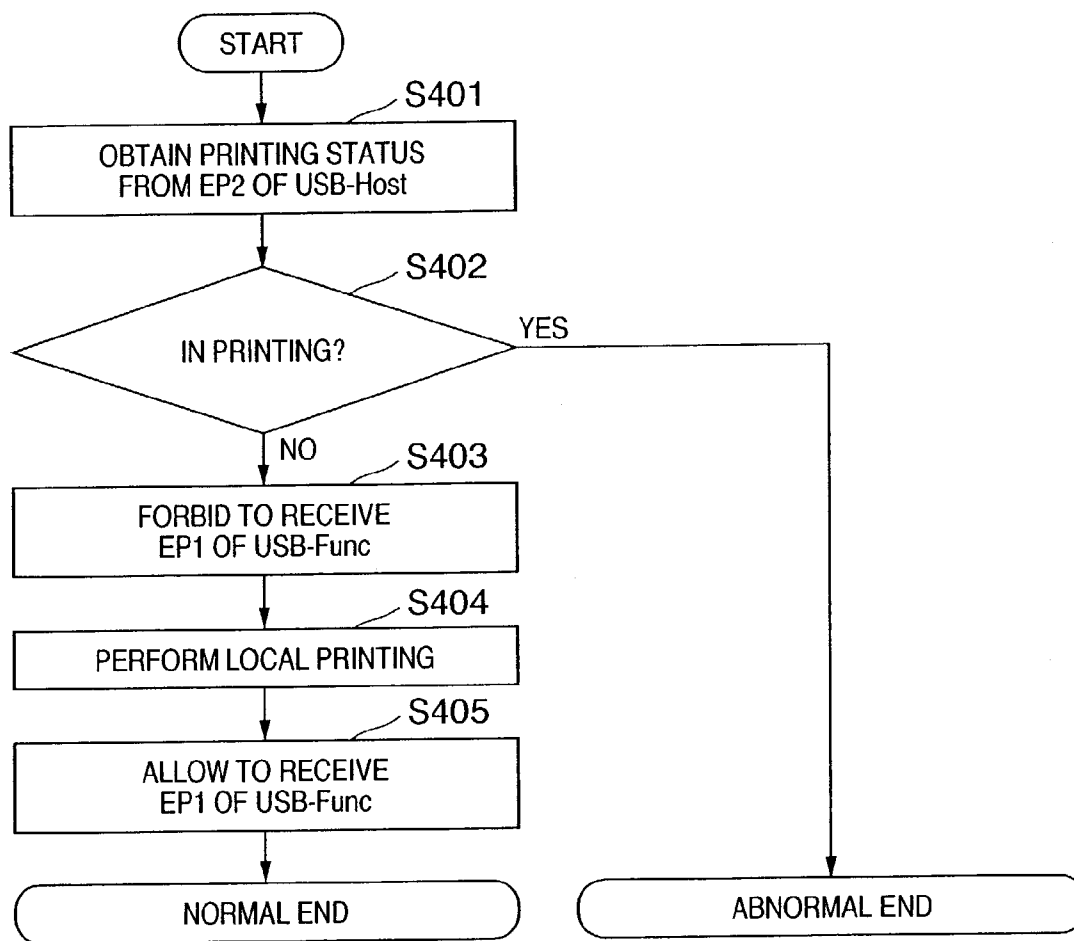 START
S401
OBTAIN PRINTING STATUS
FROM EP2 OF USB-Host
S402
IN PRINTING?
YES
NO
S403
FORBID TO RECEIVE
EP1 OF USB-Func
S404
PERFORM LOCAL PRINTING
S405
ALLOW TO RECEIVE
EP1 OF USB-Func
NORMAL END
ABNORMAL END